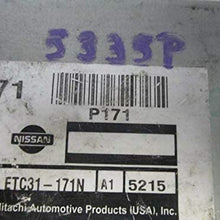 5335P
71
P171
NISSAN
ETC31-171N A1 5215
Hitachi Automotive Products (USA), Inc.